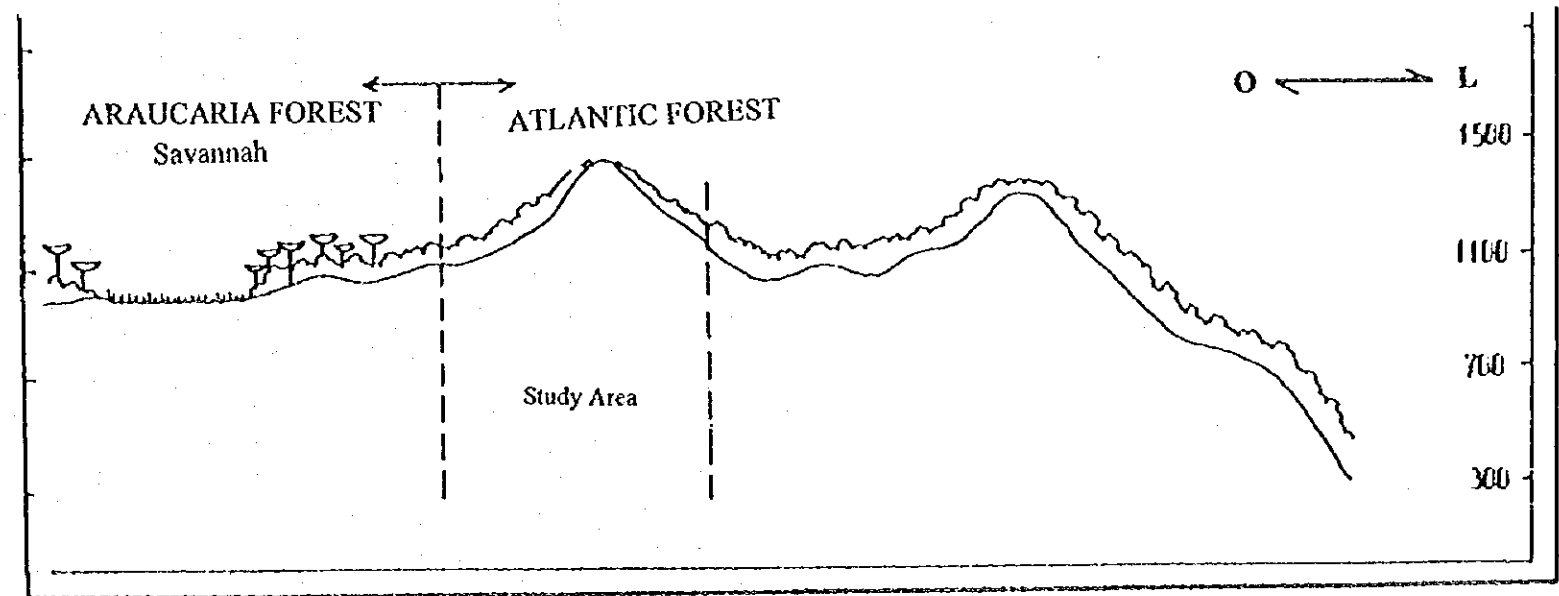 O L
ARAUCARIA FOREST ATLANTIC FOREST
Savannah
1500
1100
700
Study Area
300